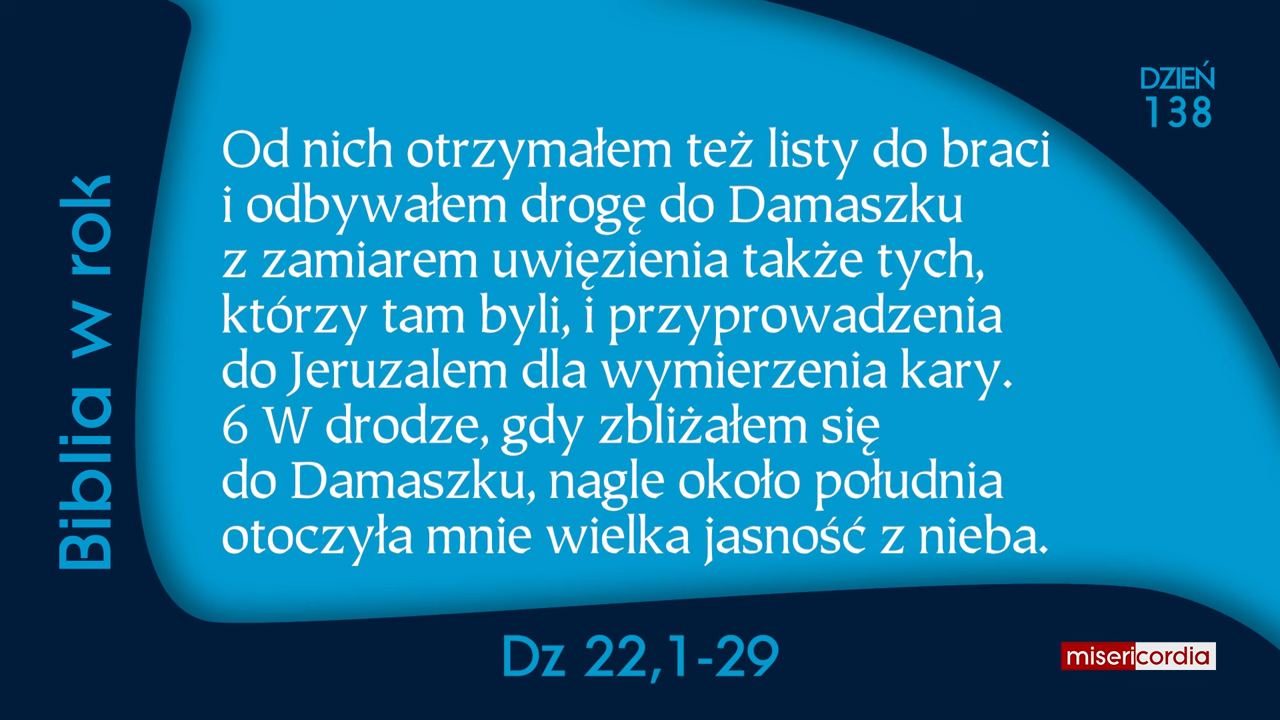 DZIEŃ
138
Od nich otrzymałem też listy do braci
i odbywałem drogę do Damaszku
z zamiarem uwięzienia także tych,
którzy tam byli, i przyprowadzenia
do Jeruzalem dla wymierzenia kary.
6 W drodze, gdy zbliżałem się
do Damaszku, nagle około południa
otoczyła mnie wielka jasność z nieba.
Biblia w rok
Dz 22,1-29
misericordia